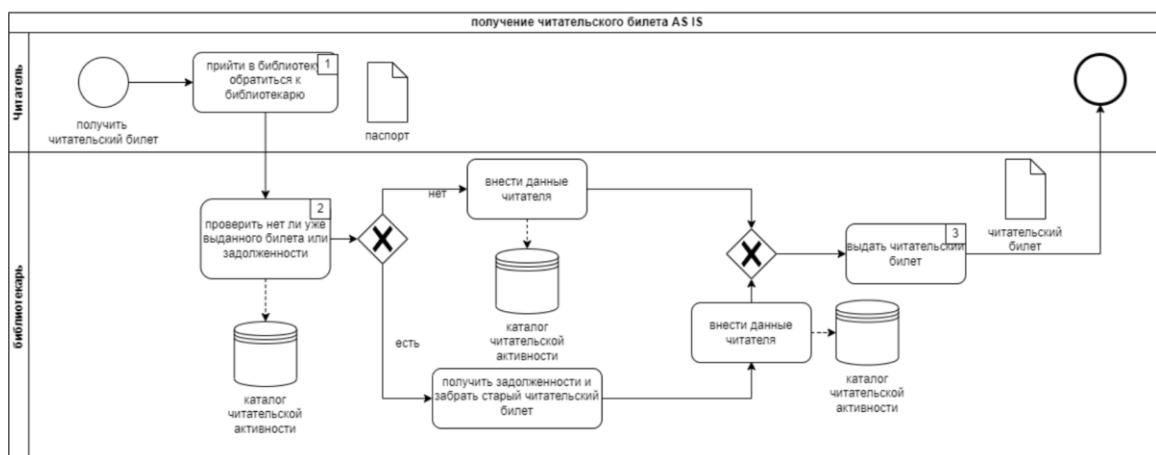 получение читательского билета AS IS
Читатель
прийти в библиотеку
обратиться к
библиотекарю
1
получить
читательский билет
паспорт
библиотекарь
проверить нет ли уже
выданного билета или
задолженности
2
каталог
читательской
активности
нет
внести данные
читателя
каталог
читательской
активности
есть
получить задолженности и
забрать старый читательский
билет
внести данные
читателя
каталог
читательской
активности
выдать читательский
билет
3
читательский
билет